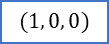 (1, 0, 0)